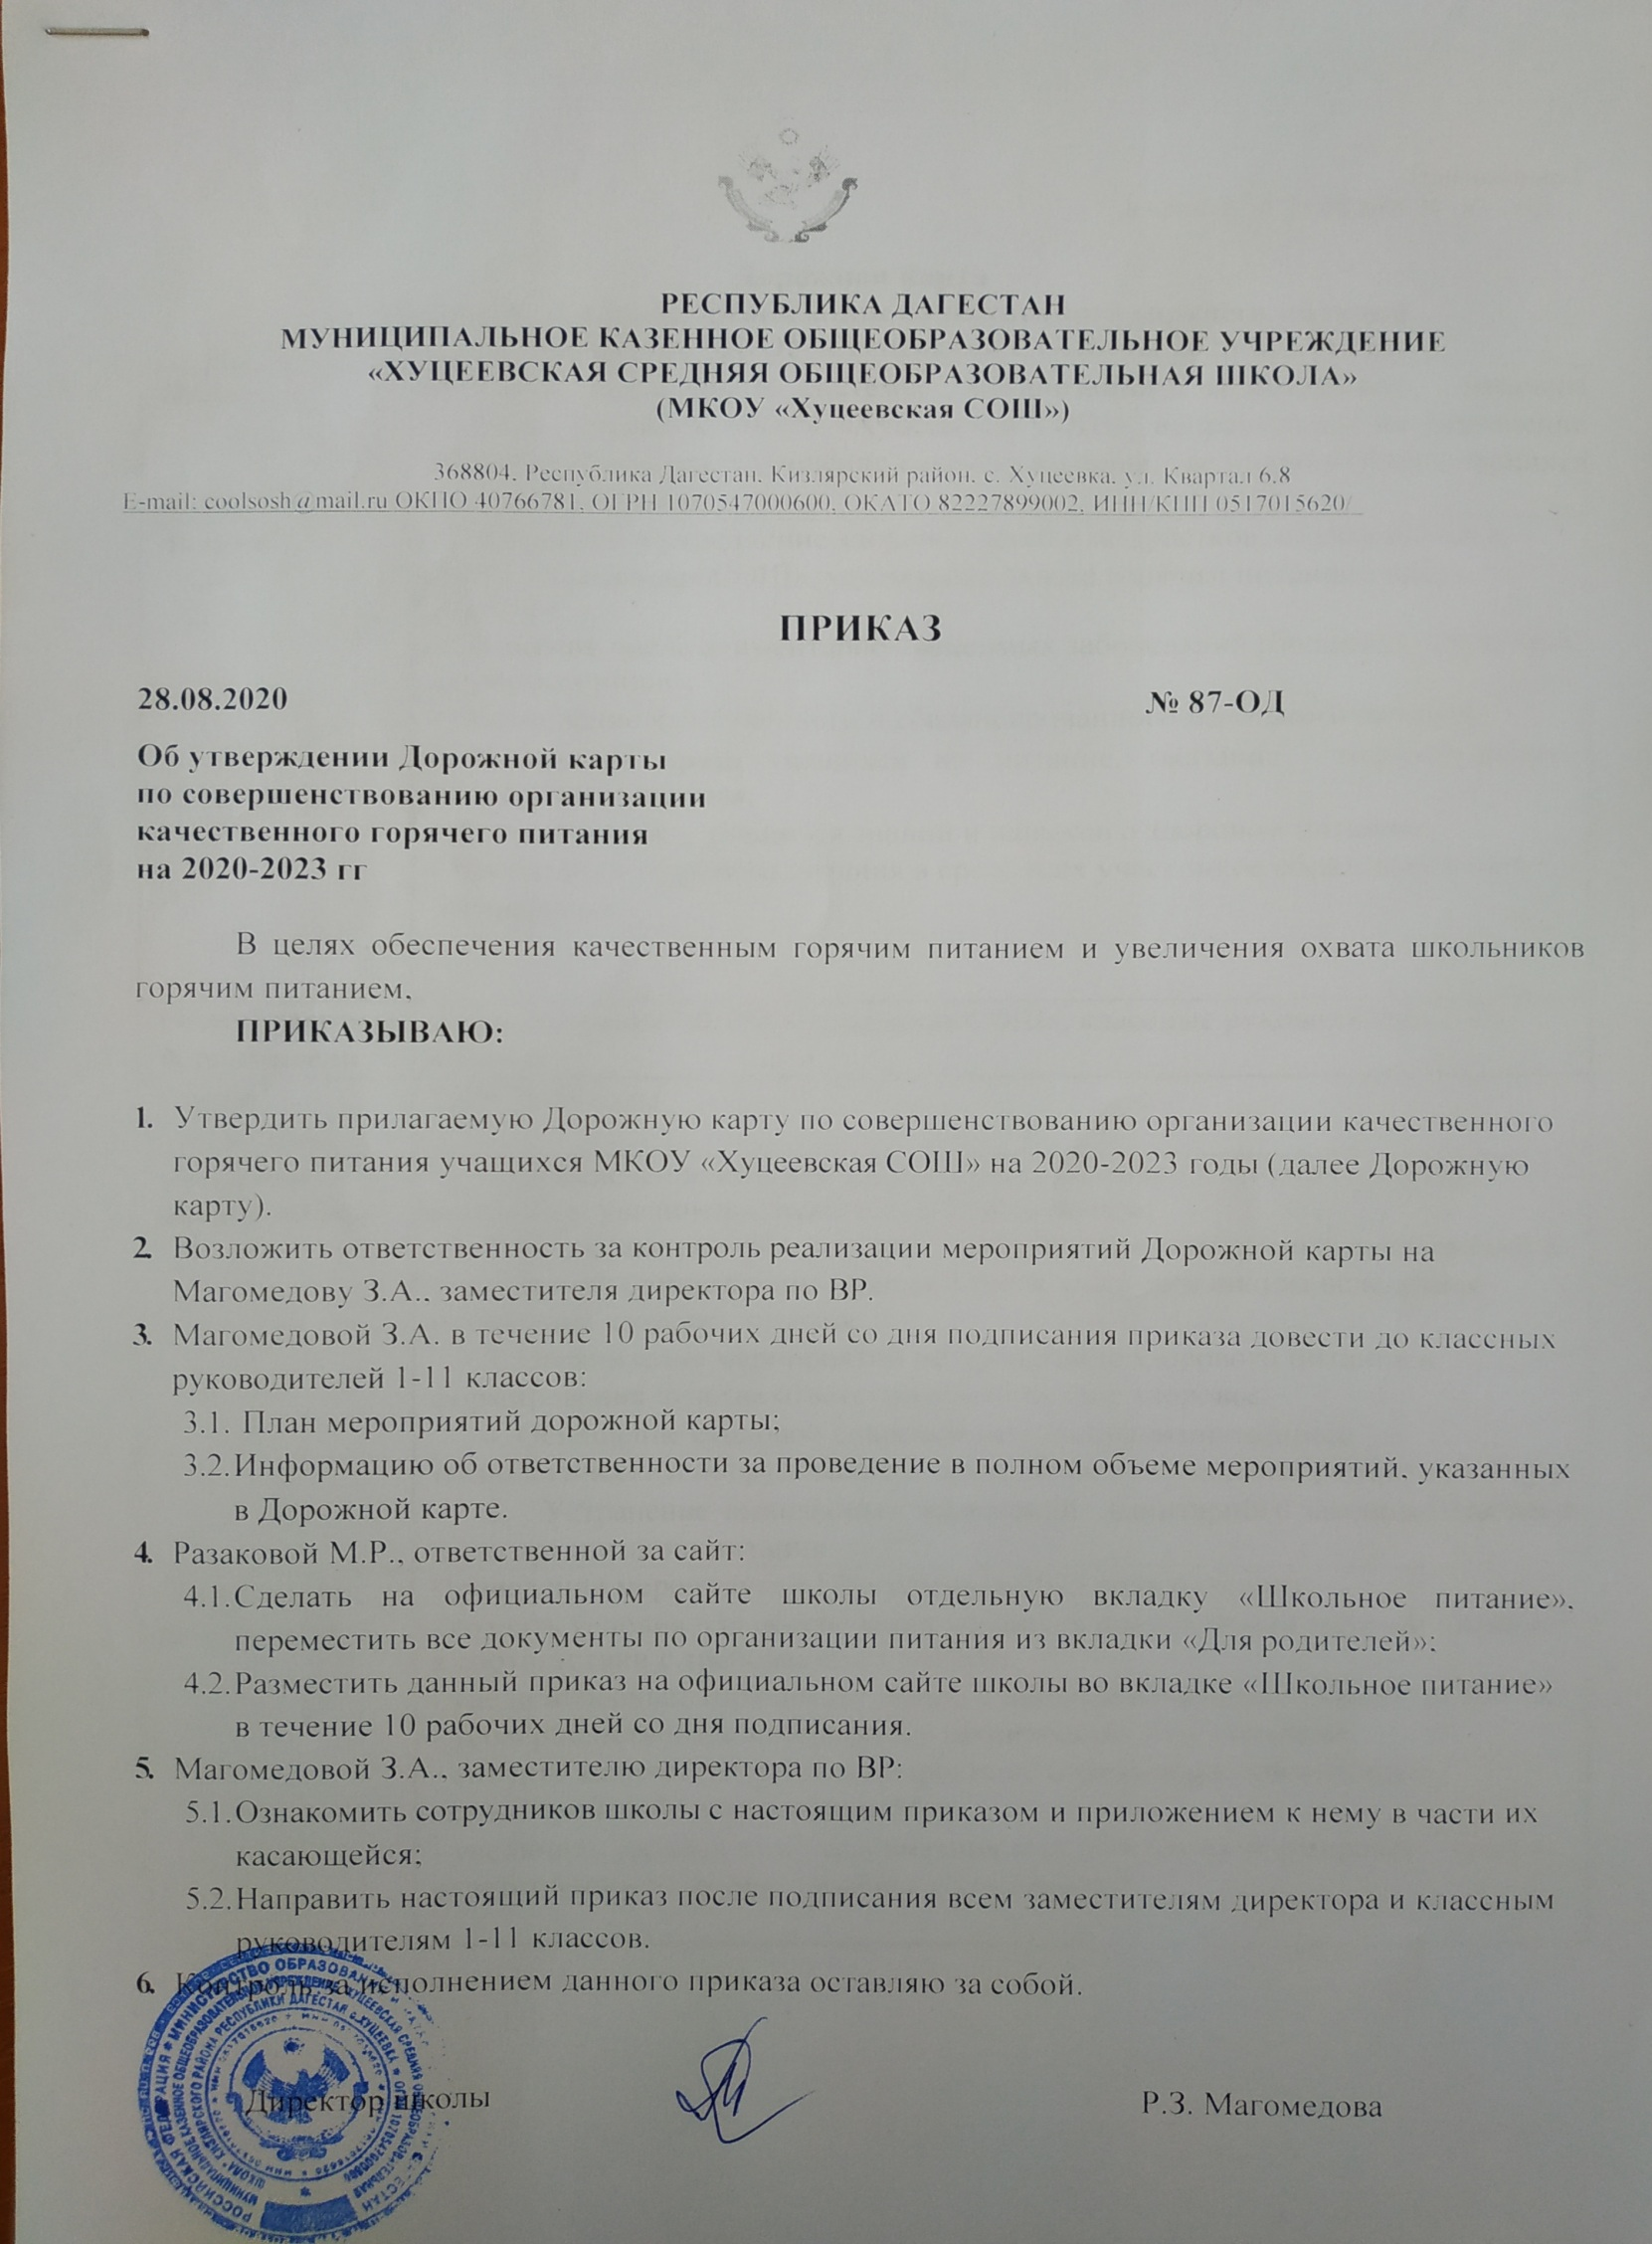 РЕСПУБЛИКА ДАГЕСТАН
МУНИЦИПАЛЬНОЕ КАЗЕННОЕ ОБЩЕОБРАЗОВАТЕЛЬНОЕ УЧРЕЖДЕНИЕ
«ХУЦЕЕВСКАЯ СРЕДНЯЯ ОБЩЕОБРАЗОВАТЕЛЬНАЯ ШКОЛА»
(МКОУ «Хуцеевская СОШ»)
368804, Республика Дагестан, Кизлярский район, с. Хуцеевка, ул. Квартал 6,8
E-mail: coolsosh@mail.ru ОКПО 40766781, ОГРН 1070547000600, ОКАТО 82227899002, ИНН/КПП 0517015620/
ПРИКАЗ
28.08.2020 № 87-ОД
Об утверждении Дорожной карты
по совершенствованию организации
качественного горячего питания
на 2020-2023 гг
В целях обеспечения качественным горячим питанием и увеличения охвата школьников
горячим питанием,
ПРИКАЗЫВАЮ:
1. Утвердить прилагаемую Дорожную карту по совершенствованию организации качественного
горячего питания учащихся МКОУ «Хуцеевская СОШ» на 2020-2023 годы (далее Дорожную
карту).
2. Возложить ответственность за контроль реализации мероприятий Дорожной карты на
Магомедову З.А., заместителя директора по ВР.
3. Магомедовой З.А. в течение 10 рабочих дней со дня подписания приказа довести до классных
руководителей 1-11 классов:
3.1. План мероприятий дорожной карты;
3.2. Информацию об ответственности за проведение в полном объеме мероприятий, указанных
в Дорожной карте.
4. Разаковой М.Р., ответственной за сайт:
4.1. Сделать на официальном сайте школы отдельную вкладку «Школьное питание»,
переместить все документы по организации питания из вкладки «Для родителей»;
4.2. Разместить данный приказ на официальном сайте школы во вкладке «Школьное питание»
в течение 10 рабочих дней со дня подписания.
5. Магомедовой З.А., заместителю директора по ВР:
5.1. Ознакомить сотрудников школы с настоящим приказом и приложением к нему в части их
касающейся;
5.2. Направить настоящий приказ после подписания всем заместителям директора и классным
руководителям 1-11 классов.
6. Контроль за исполнением данного приказа оставляю за собой.
Директор школы Р.З. Магомедова